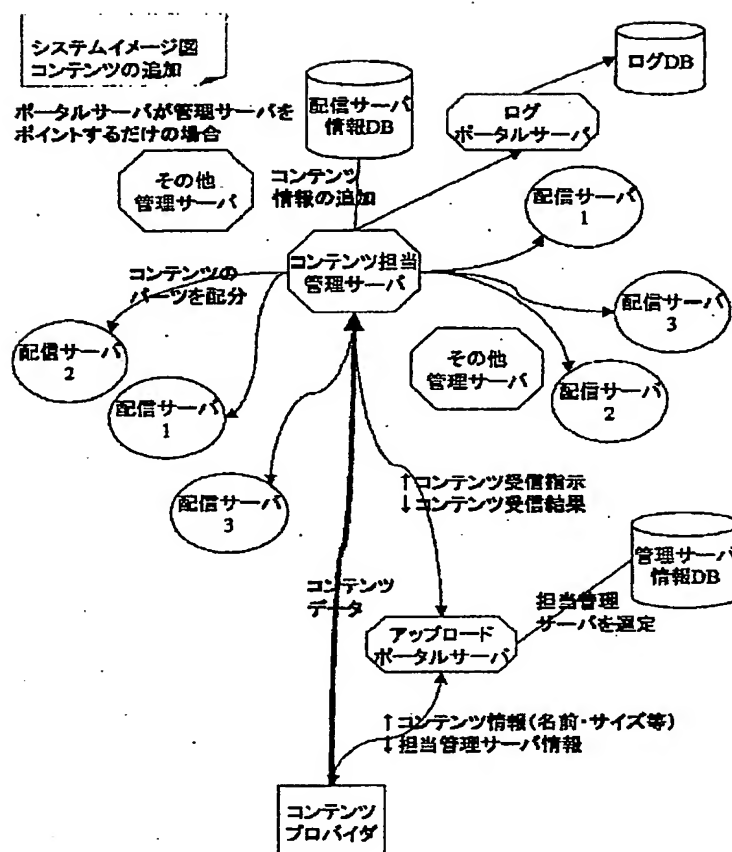 システムイメージ図
コンテンツの追加
ポータルサーバが管理サーバを
ポイントするだけの場合
配信サーバ
情報DB
ログDB
ログ
ポータルサーバ
その他
管理サーバ
コンテンツ
情報の追加
配信サーバ
1
コンテンツ担当
管理サーバ
コンテンツの
パーツを配分
配信サーバ
3
配信サーバ
2
その他
管理サーバ
配信サーバ
1
配信サーバ
2
配信サーバ
3
↑コンテンツ受信指示
↓コンテンツ受信結果
管理サーバ
情報DB
コンテンツ
データ
担当管理
サーバを選定
アップロード
ポータルサーバ
↑コンテンツ情報(名前・サイズ等)
↓担当管理サーバ情報
コンテンツ
プロバイダ